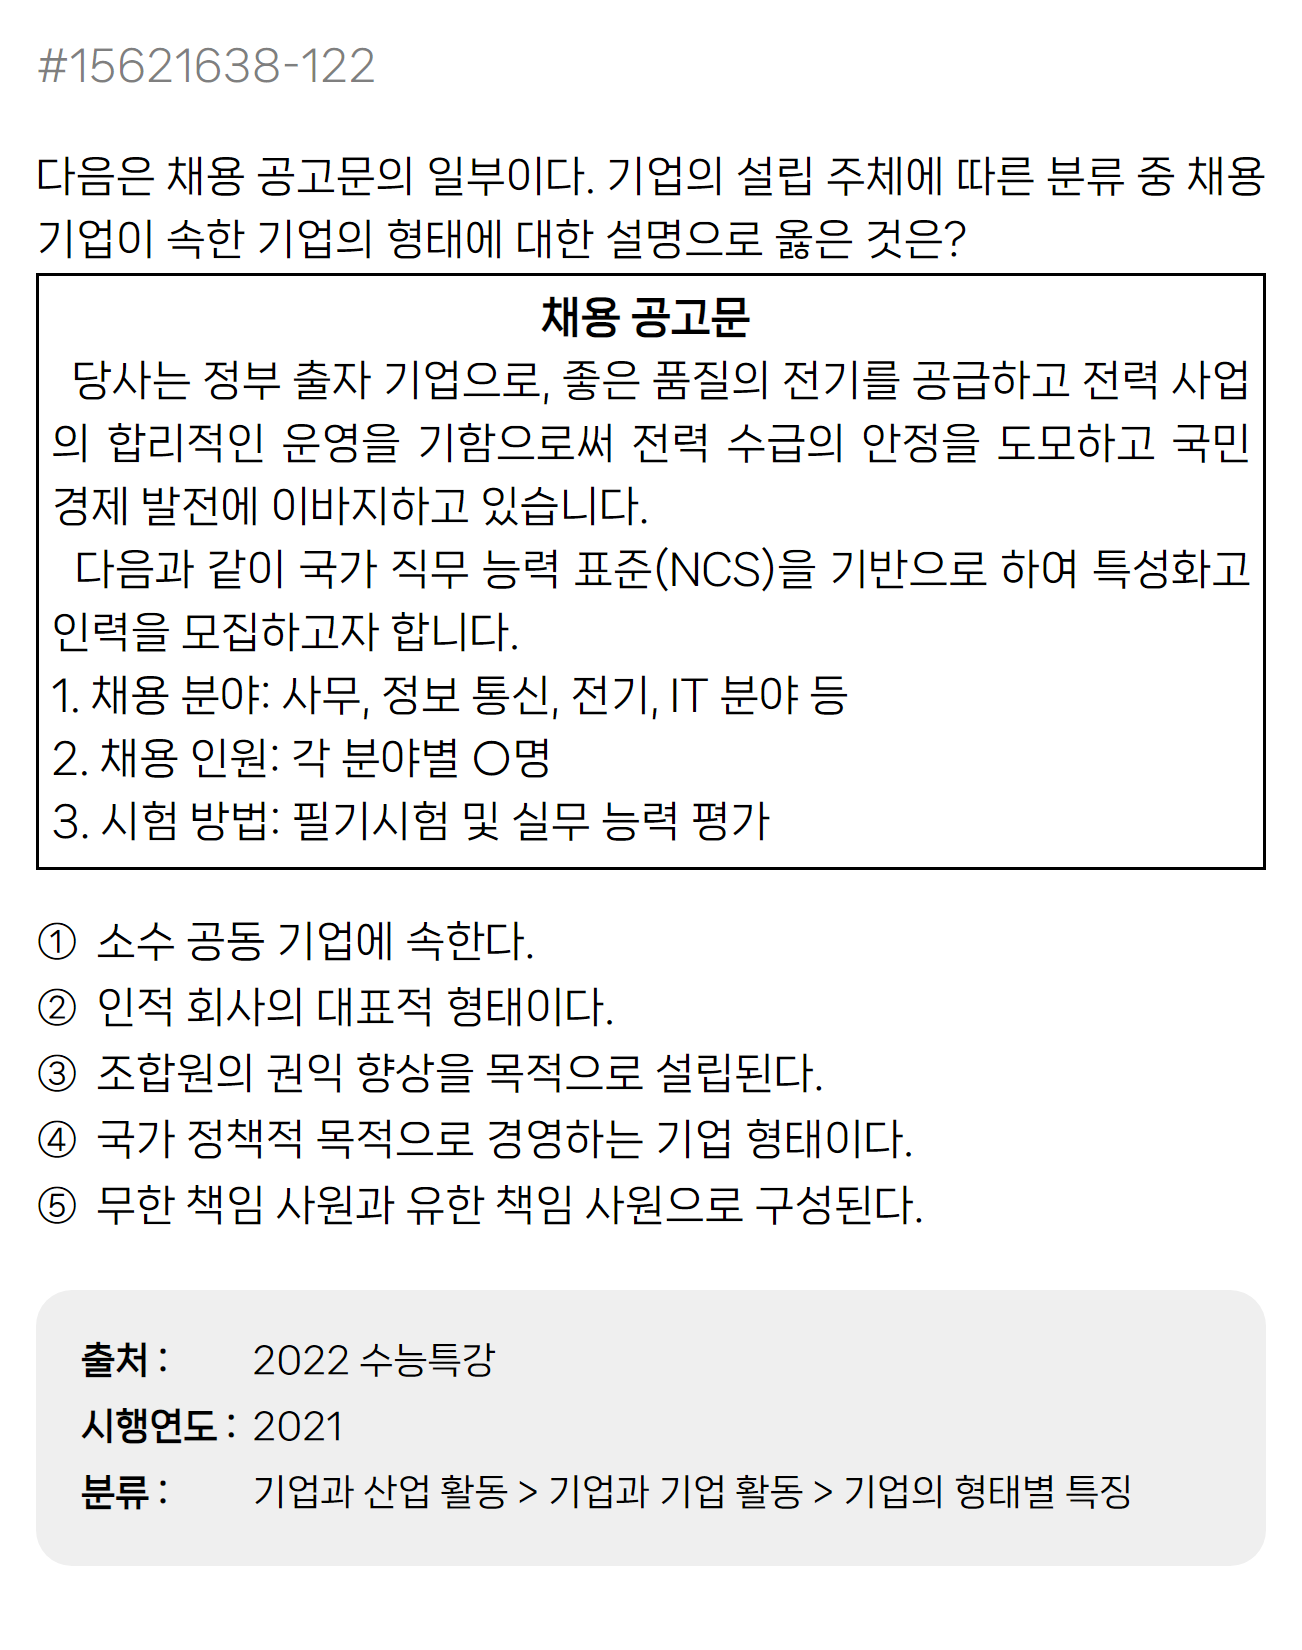 #15621638-122
다음은 채용 공고문의 일부이다. 기업의 설립 주체에 따른 분류 중 채용
기업이 속한 기업의 형태에 대한 설명으로 옳은 것은?
채용 공고문
당사는 정부 출자 기업으로, 좋은 품질의 전기를 공급하고 전력 사업
의 합리적인 운영을 기함으로써 전력 수급의 안정을 도모하고 국민
경제 발전에 이바지하고 있습니다.
다음과 같이 국가 직무 능력 표준(NCS)을 기반으로 하여 특성화고
인력을 모집하고자 합니다.
1. 채용 분야: 사무, 정보 통신, 전기, IT 분야 등
2. 채용 인원: 각 분야별 ○명
3. 시험 방법: 필기시험 및 실무 능력 평가
① 소수 공동 기업에 속한다.
② 인적 회사의 대표적 형태이다.
③ 조합원의 권익 향상을 목적으로 설립된다.
④ 국가 정책적 목적으로 경영하는 기업 형태이다.
⑤ 무한 책임 사원과 유한 책임 사원으로 구성된다.
출처 : 2022 수능특강
시행연도 : 2021
분류 : 기업과 산업 활동 > 기업과 기업 활동 > 기업의 형태별 특징